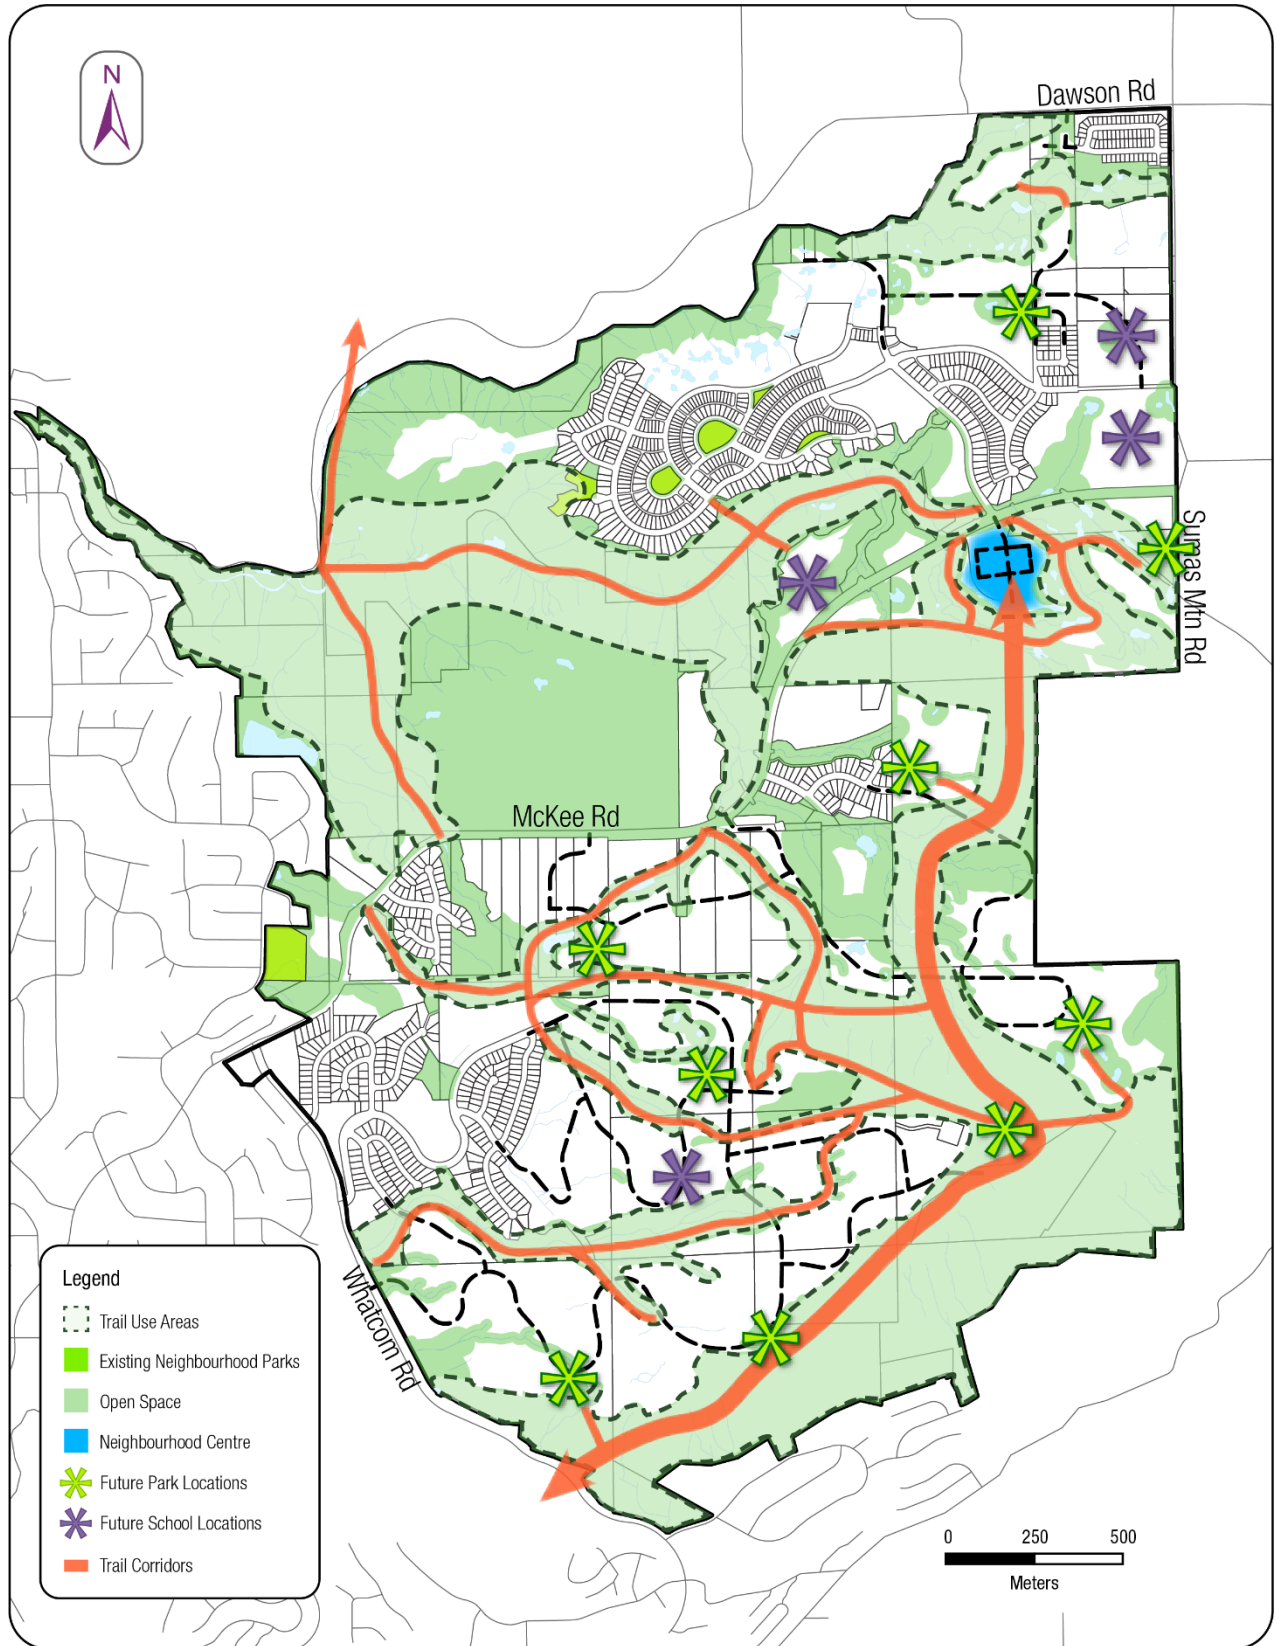 N
Dawson Rd
Sumas Mtn Rd
McKee Rd
Whatcom Rd
Legend
Trail Use Areas
Existing Neighbourhood Parks
Open Space
Neighbourhood Centre
Future Park Locations
Future School Locations
Trail Corridors
0 250 500
Meters